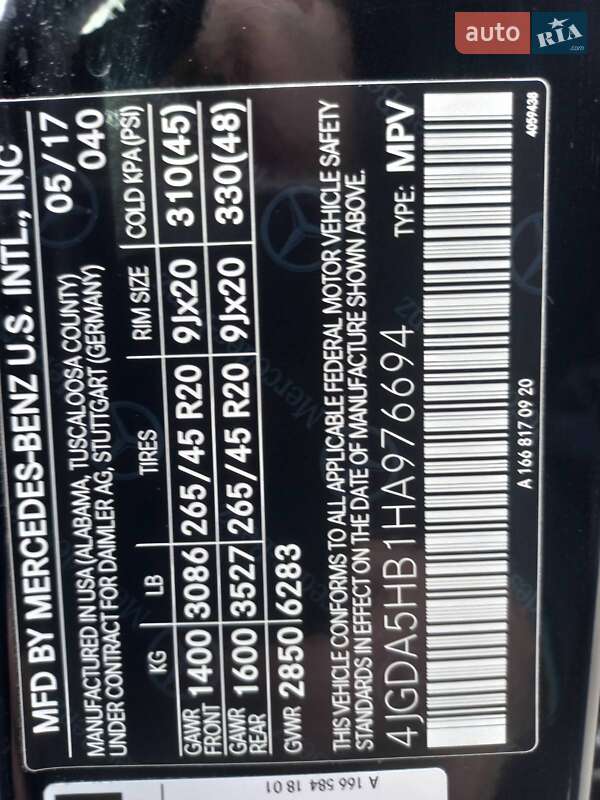 auto RIA .com
MFD BY MERCEDES-BENZ U.S. INTL., INC
MANUFACTURED IN USA (ALABAMA, TUSCALOOSA COUNTY) 05/17
UNDER CONTRACT FOR DAIMLER AG, STUTTGART (GERMANY) 040
KG LB TIRES RIM SIZE COLD KPA (PSI)
GAWR FRONT 1400 3086 265/45 R20 9Jx20 310(45)
GAWR REAR 1600 3527 265/45 R20 9Jx20 330(48)
GVWR 2850 6283
THIS VEHICLE CONFORMS TO ALL APPLICABLE FEDERAL MOTOR VEHICLE SAFETY
STANDARDS IN EFFECT ON THE DATE OF MANUFACTURE SHOWN ABOVE.
4JGDA5HB1HA976694 TYPE: MPV
A 166 817 09 20
4059438
A 166 584 18 01